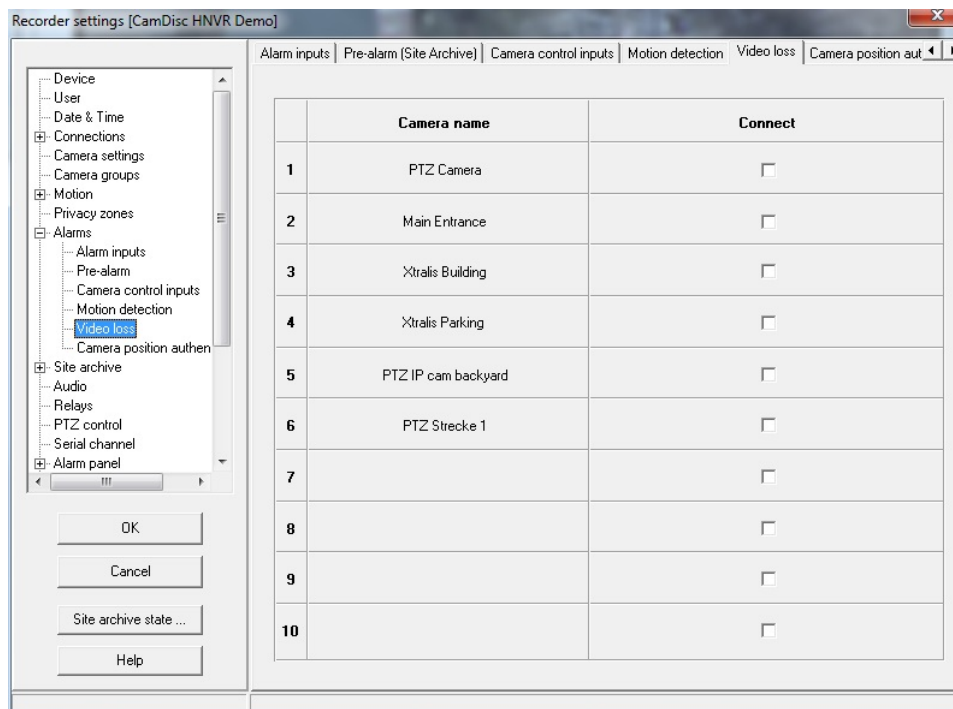 Recorder settings [CamDisc HNVR Demo]
Device
User
Date & Time
Connections
Camera settings
Camera groups
Motion
Privacy zones
Alarms
Alarm inputs
Pre-alarm
Camera control inputs
Motion detection
Video loss
Camera position authen
Site archive
Audio
Relays
PTZ control
Serial channel
Alarm panel
OK
Cancel
Site archive state ...
Help
Alarm inputs Pre-alarm (Site Archive) Camera control inputs Motion detection Video loss Camera position aut
Camera name Connect
1 PTZ Camera
2 Main Entrance
3 Xtralis Building
4 Xtralis Parking
5 PTZ IP cam backyard
6 PTZ Strecke 1
7
8
9
10